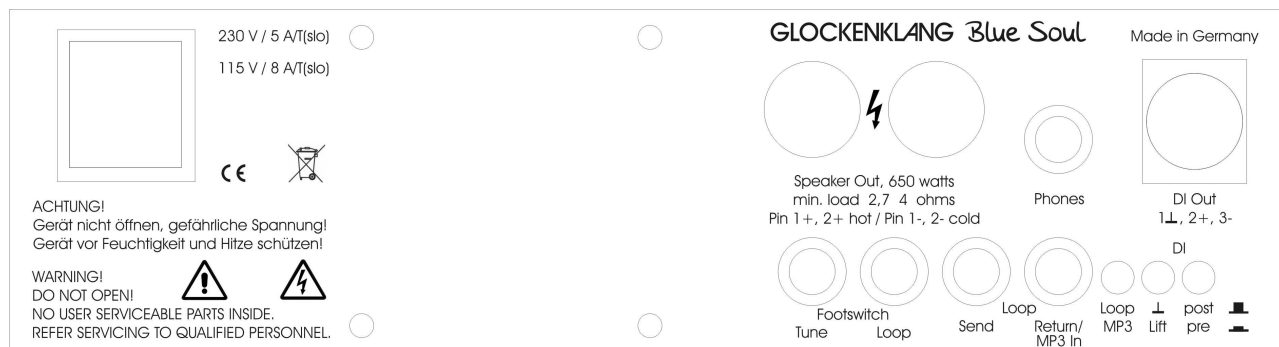 230 V / 5 A/T(slo)
115 V / 8 A/T(slo)
CE
ACHTUNG!
Gerät nicht öffnen, gefährliche Spannung!
Gerät vor Feuchtigkeit und Hitze schützen!
WARNING!
DO NOT OPEN!
NO USER SERVICEABLE PARTS INSIDE.
REFER SERVICING TO QUALIFIED PERSONNEL.
GLOCKENKLANG Blue Soul
Made in Germany
Speaker Out, 650 watts
min. load 2,7 4 ohms
Pin 1+, 2+ hot / Pin 1-, 2- cold
Phones
DI Out
1⊥, 2+, 3-
DI
Footswitch
Tune
Loop
Loop
Send
Return/
MP3 In
Loop
MP3
⊥
Lift
post
pre